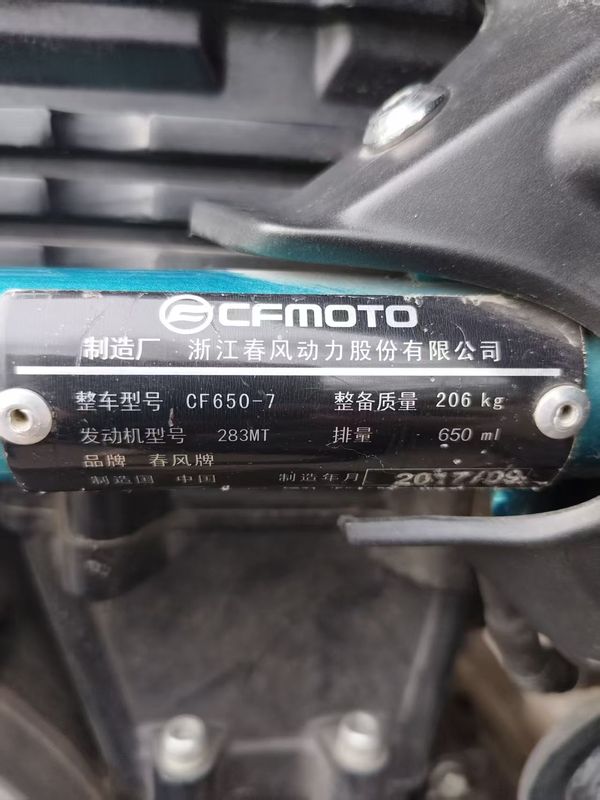 CFMOTO
制造厂 浙江春风动力股份有限公司
整车型号 CF650-7 整备质量 206 kg
发动机型号 283MT 排量 650 ml
品牌 春风牌
制造国 中国 制造年月 2017/09